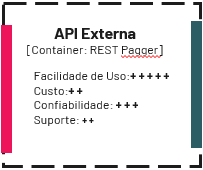 API Externa
[Container: REST Pagger]
Facilidade de Uso:+++++
Custo:++
Confiabilidade: +++
Suporte: ++